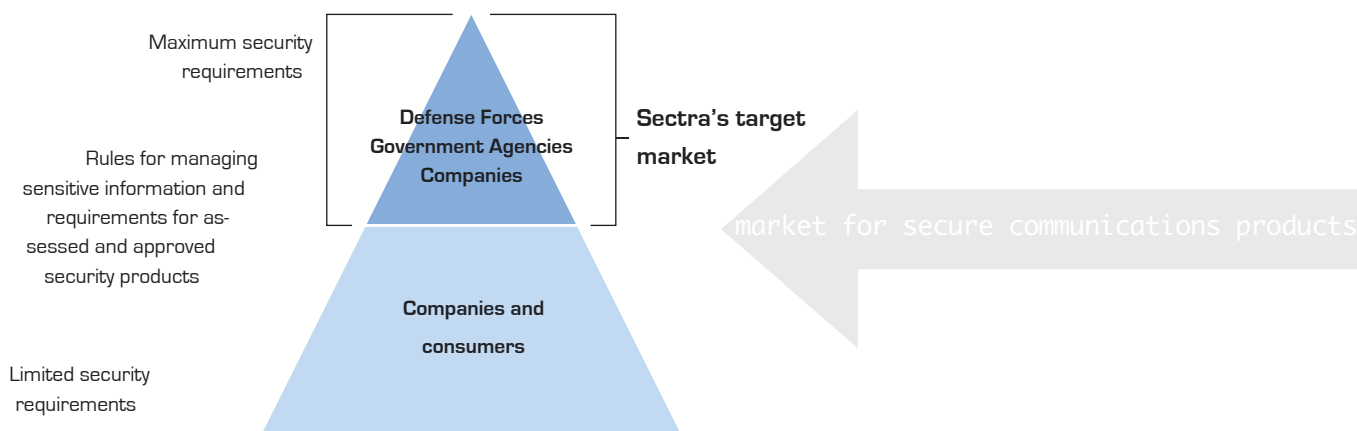 Maximum security
requirements
Rules for managing
sensitive information and
requirements for as-
sessed and approved
security products
Limited security
requirements
Defense Forces
Government Agencies
Companies
Companies and
consumers
Sectra’s target
market
market for secure communications products